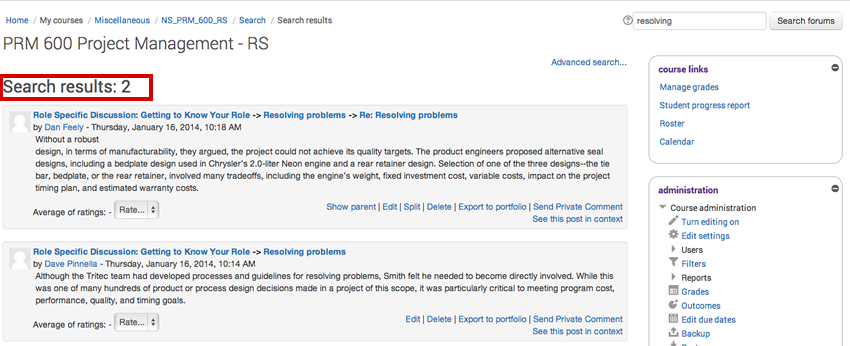 Home / My courses / Miscellaneous / NS_PRM_600_RS / Search / Search results
resolving
Search forums
PRM 600 Project Management - RS
Advanced search...
Search results: 2
Role Specific Discussion: Getting to Know Your Role -> Resolving problems -> Re: Resolving problems
by Dan Feely - Thursday, January 16, 2014, 10:18 AM
Without a robust
design, in terms of manufacturability, they argued, the project could not achieve its quality targets. The product engineers proposed alternative seal
designs, including a bedplate design used in Chrysler's 2.0-liter Neon engine and a rear retainer design. Selection of one of the three designs--the tie
bar, bedplate, or the rear retainer, involved many tradeoffs, including the engine's weight, fixed investment cost, variable costs, impact on the project
timing plan, and estimated warranty costs.
Average of ratings: - Rate...
Show parent | Edit | Split | Delete | Export to portfolio | Send Private Comment
See this post in context
Role Specific Discussion: Getting to Know Your Role -> Resolving problems
by Dave Pinnella - Thursday, January 16, 2014, 10:14 AM
Although the Tritec team had developed processes and guidelines for resolving problems, Smith felt he needed to become directly involved. While this
was one of many hundreds of product or process design decisions made in a project of this scope, it was particularly critical to meeting program cost,
performance, quality, and timing goals.
Average of ratings: - Rate...
Edit | Delete | Export to portfolio | Send Private Comment
See this post in context
course links
Manage grades
Student progress report
Roster
Calendar
administration
Course administration
Turn editing on
Edit settings
Users
Filters
Reports
Grades
Outcomes
Edit due dates
Backup